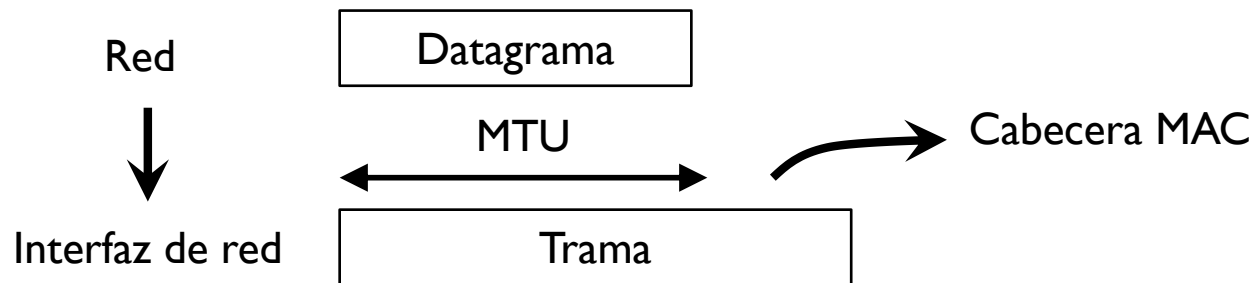 Red
Datagrama
MTU
Cabecera MAC
Interfaz de red
Trama